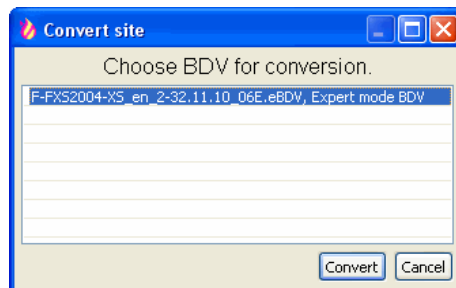 Convert site
Choose BDV for conversion.
F-FXS2004-XS_en_2-32.11.10_06E.eBDV, Expert mode BDV
Convert
Cancel